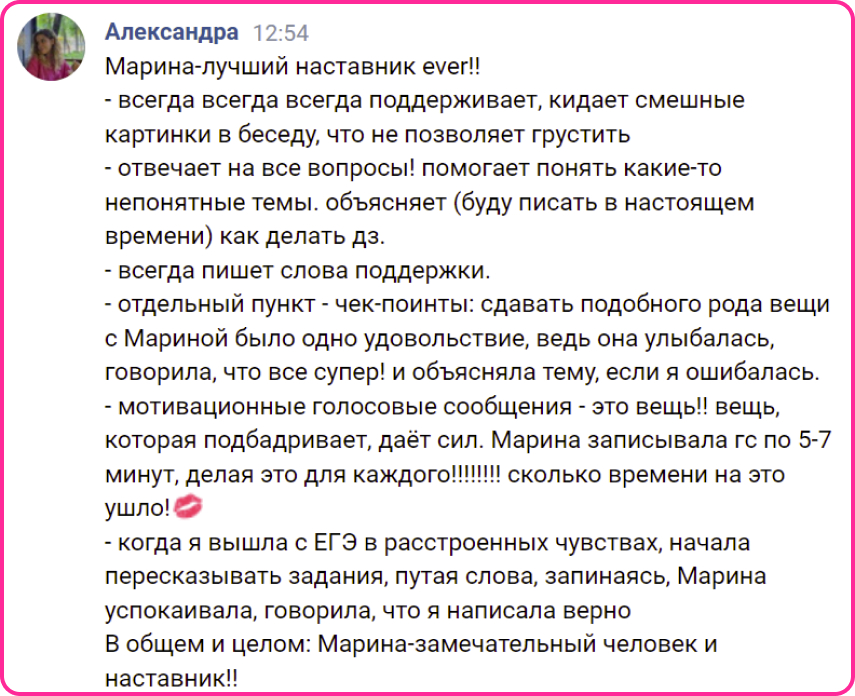 Александра 12:54
Марина-лучший наставник ever!!
- всегда всегда всегда поддерживает, кидает смешные
картинки в беседу, что не позволяет грустить
- отвечает на все вопросы! помогает понять какие-то
непонятные темы. объясняет (буду писать в настоящем
времени) как делать дз.
- всегда пишет слова поддержки.
- отдельный пункт - чек-поинты: сдавать подобного рода вещи
с Мариной было одно удовольствие, ведь она улыбалась,
говорила, что все супер! и объясняла тему, если я ошибалась.
- мотивационные голосовые сообщения - это вещь!! вещь,
которая подбадривает, даёт сил. Марина записывала гс по 5-7
минут, делая это для каждого!!!!!!!! сколько времени на это
ушло!💋
- когда я вышла с ЕГЭ в расстроенных чувствах, начала
пересказывать задания, путая слова, запинаясь, Марина
успокаивала, говорила, что я написала верно
В общем и целом: Марина-замечательный человек и
наставник!!